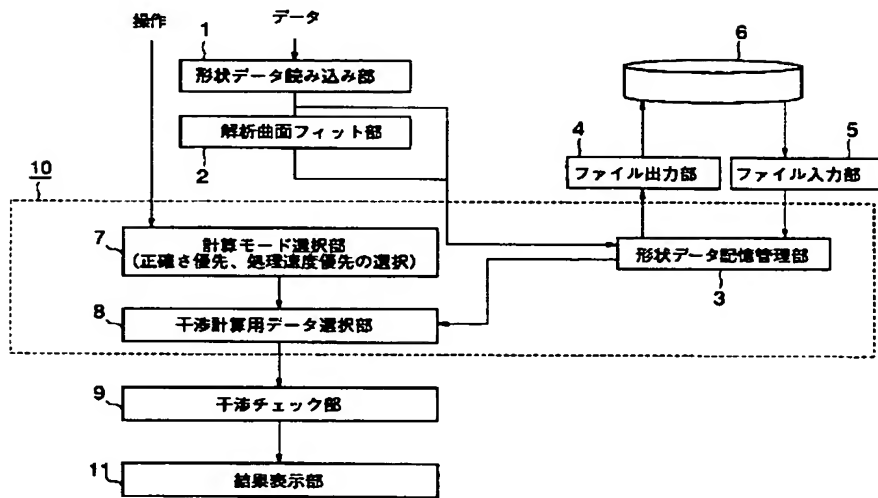 操作
データ
1
形状データ読み込み部
解析曲面フィット部
2
6
4
5
ファイル出力部
ファイル入力部
10
7
計算モード選択部
(正確さ優先、処理速度優先の選択)
形状データ記憶管理部
3
8
干渉計算用データ選択部
9
干渉チェック部
11
結果表示部